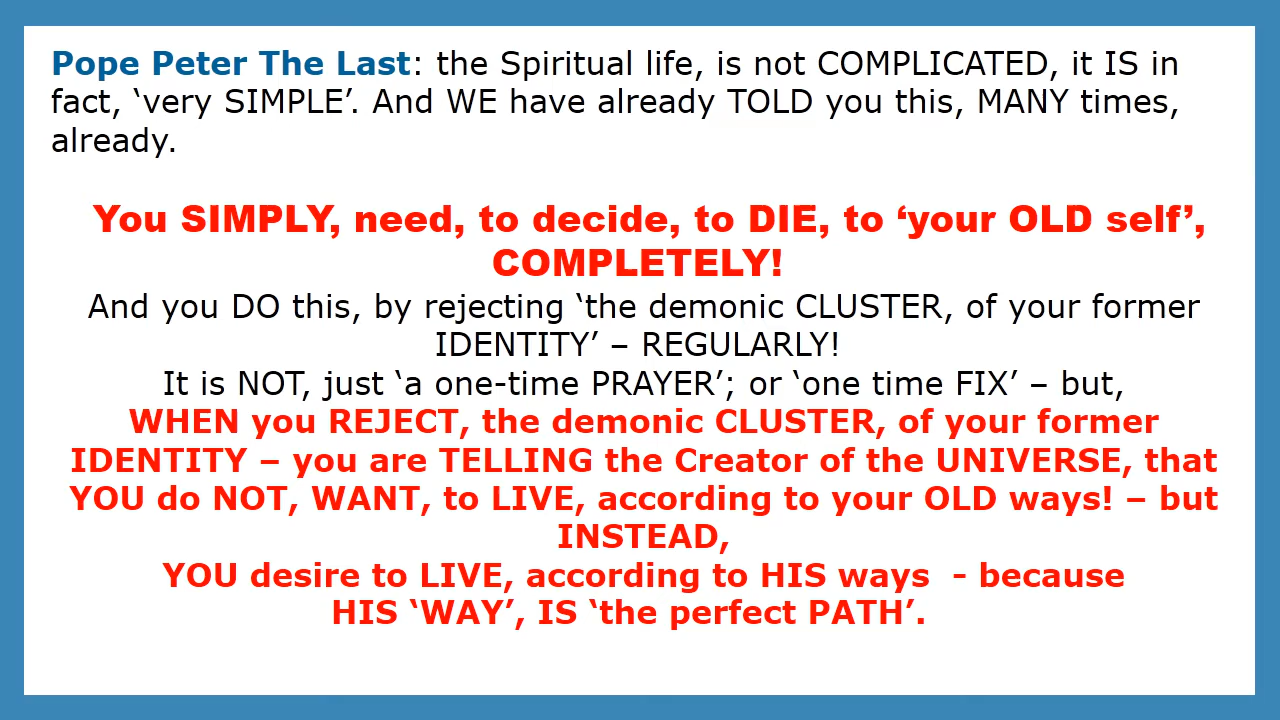 Pope Peter The Last: the Spiritual life, is not COMPLICATED, it IS in
fact, ‘very SIMPLE’. And WE have already TOLD you this, MANY times,
already.
You SIMPLY, need, to decide, to DIE, to ‘your OLD self’,
COMPLETELY!
And you DO this, by rejecting ‘the demonic CLUSTER, of your former
IDENTITY’ – REGULARLY!
It is NOT, just ‘a one-time PRAYER’; or ‘one time FIX’ – but,
WHEN you REJECT, the demonic CLUSTER, of your former
IDENTITY – you are TELLING the Creator of the UNIVERSE, that
YOU do NOT, WANT, to LIVE, according to your OLD ways! – but
INSTEAD,
YOU desire to LIVE, according to HIS ways - because
HIS ‘WAY’, IS ‘the perfect PATH’.